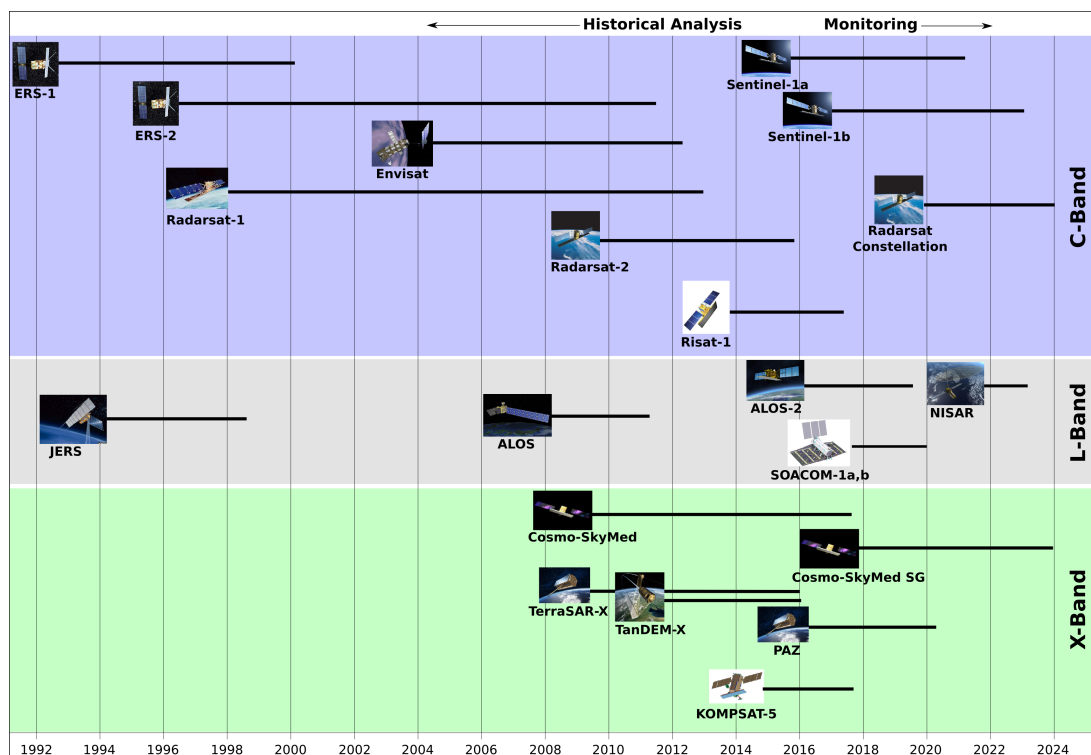 Historical Analysis
Monitoring
ERS-1
Sentinel-1a
ERS-2
Sentinel-1b
Envisat
Radarsat-1
Radarsat
Constellation
Radarsat-2
Risat-1
C-Band
ALOS-2
NISAR
JERS
ALOS
SOACOM-1a,b
L-Band
Cosmo-SkyMed
Cosmo-SkyMed SG
TerraSAR-X
TanDEM-X
PAZ
KOMPSAT-5
X-Band
1992 1994 1996 1998 2000 2002 2004 2006 2008 2010 2012 2014 2016 2018 2020 2022 2024